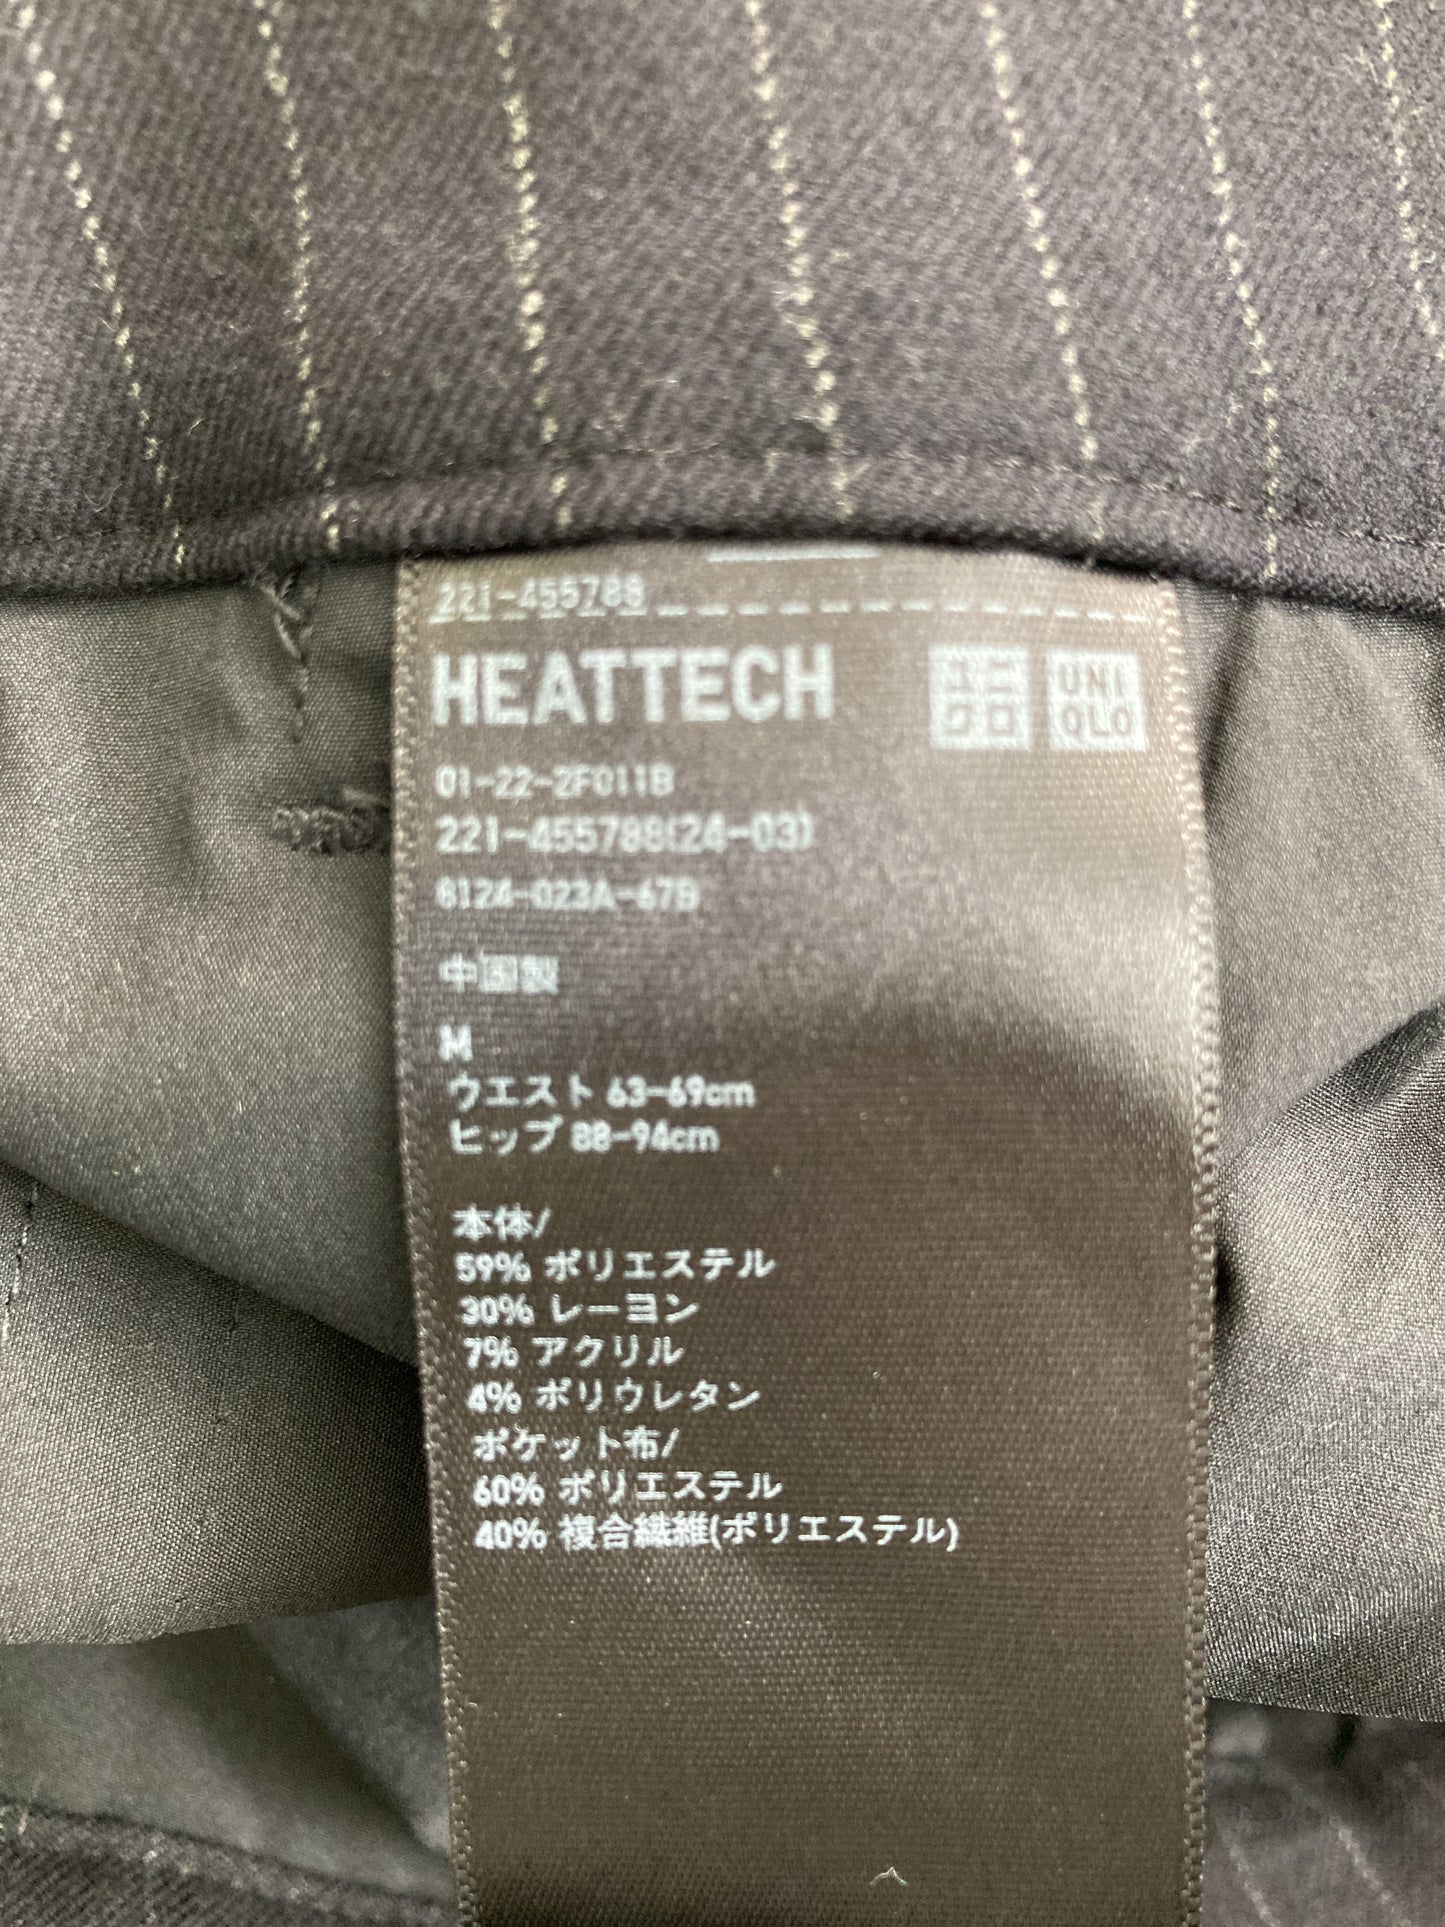 221-455788
HEATTECH
ユニ
クロ
UNI
QLO
01-22-2F011B
221-455788(24-03)
8124-023A-67B
中国製
M
ウエスト 63-69cm
ヒップ 88-94cm
本体/
59% ポリエステル
30% レーヨン
7% アクリル
4% ポリウレタン
ポケット布/
60% ポリエステル
40% 複合繊維(ポリエステル)